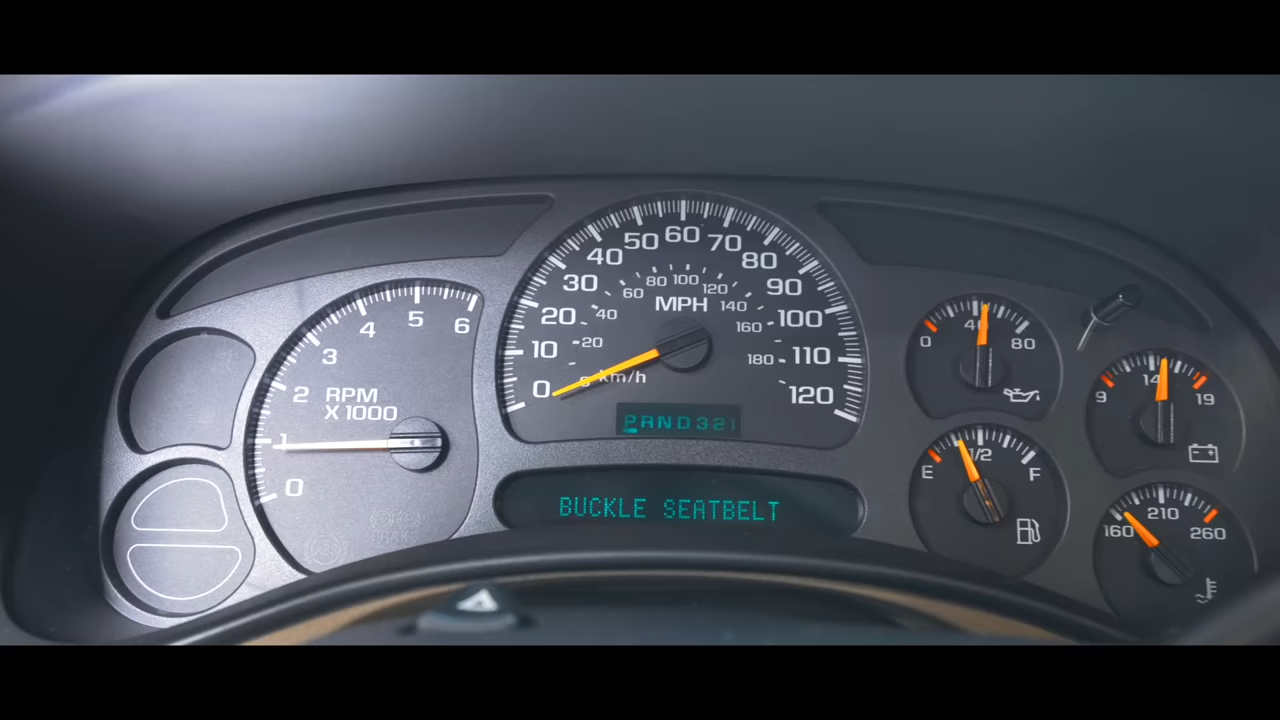 0 1 2 3 4 5 6
RPM
X 1000
BRAKE
ABS
0 10 20 30 40 50 60 70 80 90 100 110 120
20 40 60 80 100 120 140 160 180
MPH
km/h
PRND321
BUCKLE SEATBELT
0 40 80
9 14 19
E 1/2 F
160 210 260